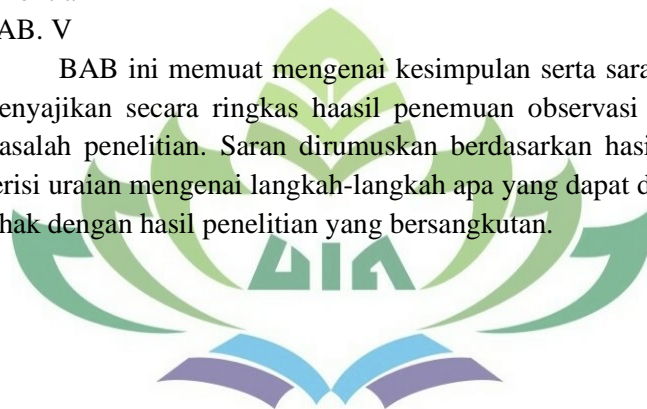 AB. V
BAB ini memuat mengenai kesimpulan serta sara
enyajikan secara ringkas haasil penemuan observasi
asalah penelitian. Saran dirumuskan berdasarkan hasi
erisi uraian mengenai langkah-langkah apa yang dapat d
hak dengan hasil penelitian yang bersangkutan.
UIN